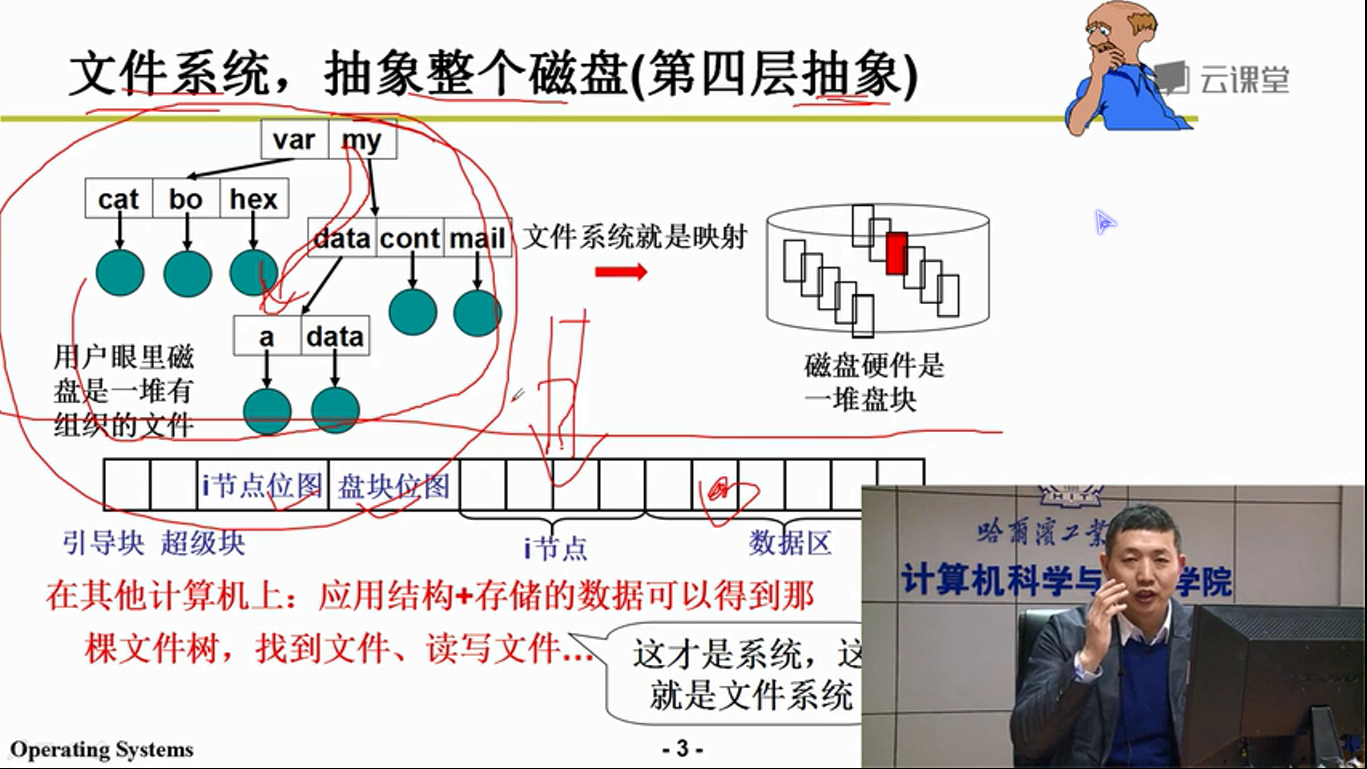 文件系统，抽象整个磁盘(第四层抽象)
云课堂
var my
cat bo hex
data cont mail
文件系统就是映射
a data
用户眼里磁
盘是一堆有
组织的文件
磁盘硬件是
一堆盘块
i节点位图 盘块位图
引导块 超级块
i节点
数据区
在其他计算机上：应用结构+存储的数据可以得到那
棵文件树，找到文件、读写文件...
这才是系统，这
就是文件系统
HIT
哈尔滨工业
计算机科学与
学院
Operating Systems
- 3 -